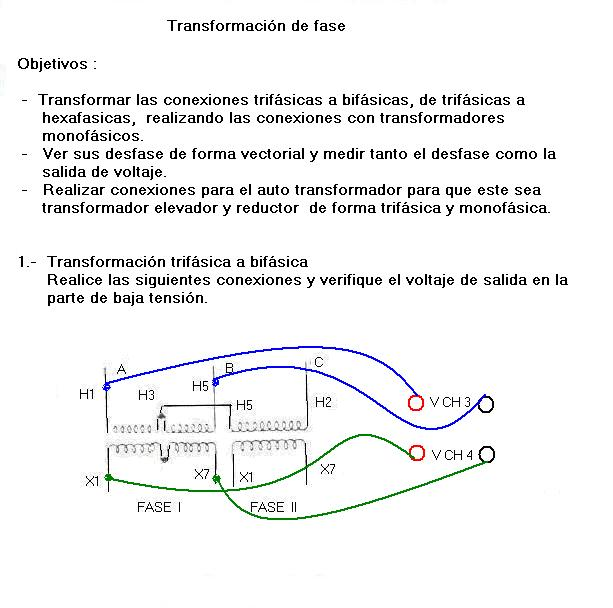 Transformación de fase
Objetivos :
- Transformar las conexiones trifásicas a bifásicas, de trifásicas a
hexafasicas, realizando las conexiones con transformadores
monofásicos.
- Ver sus desfase de forma vectorial y medir tanto el desfase como la
salida de voltaje.
- Realizar conexiones para el auto transformador para que este sea
transformador elevador y reductor de forma trifásica y monofásica.
1.- Transformación trifásica a bifásica
Realice las siguientes conexiones y verifique el voltaje de salida en la
parte de baja tensión.
A B C
H1 H3 H5 H5 H2 V CH 3
V CH 4
X1 X7 X1 X7
FASE I FASE II